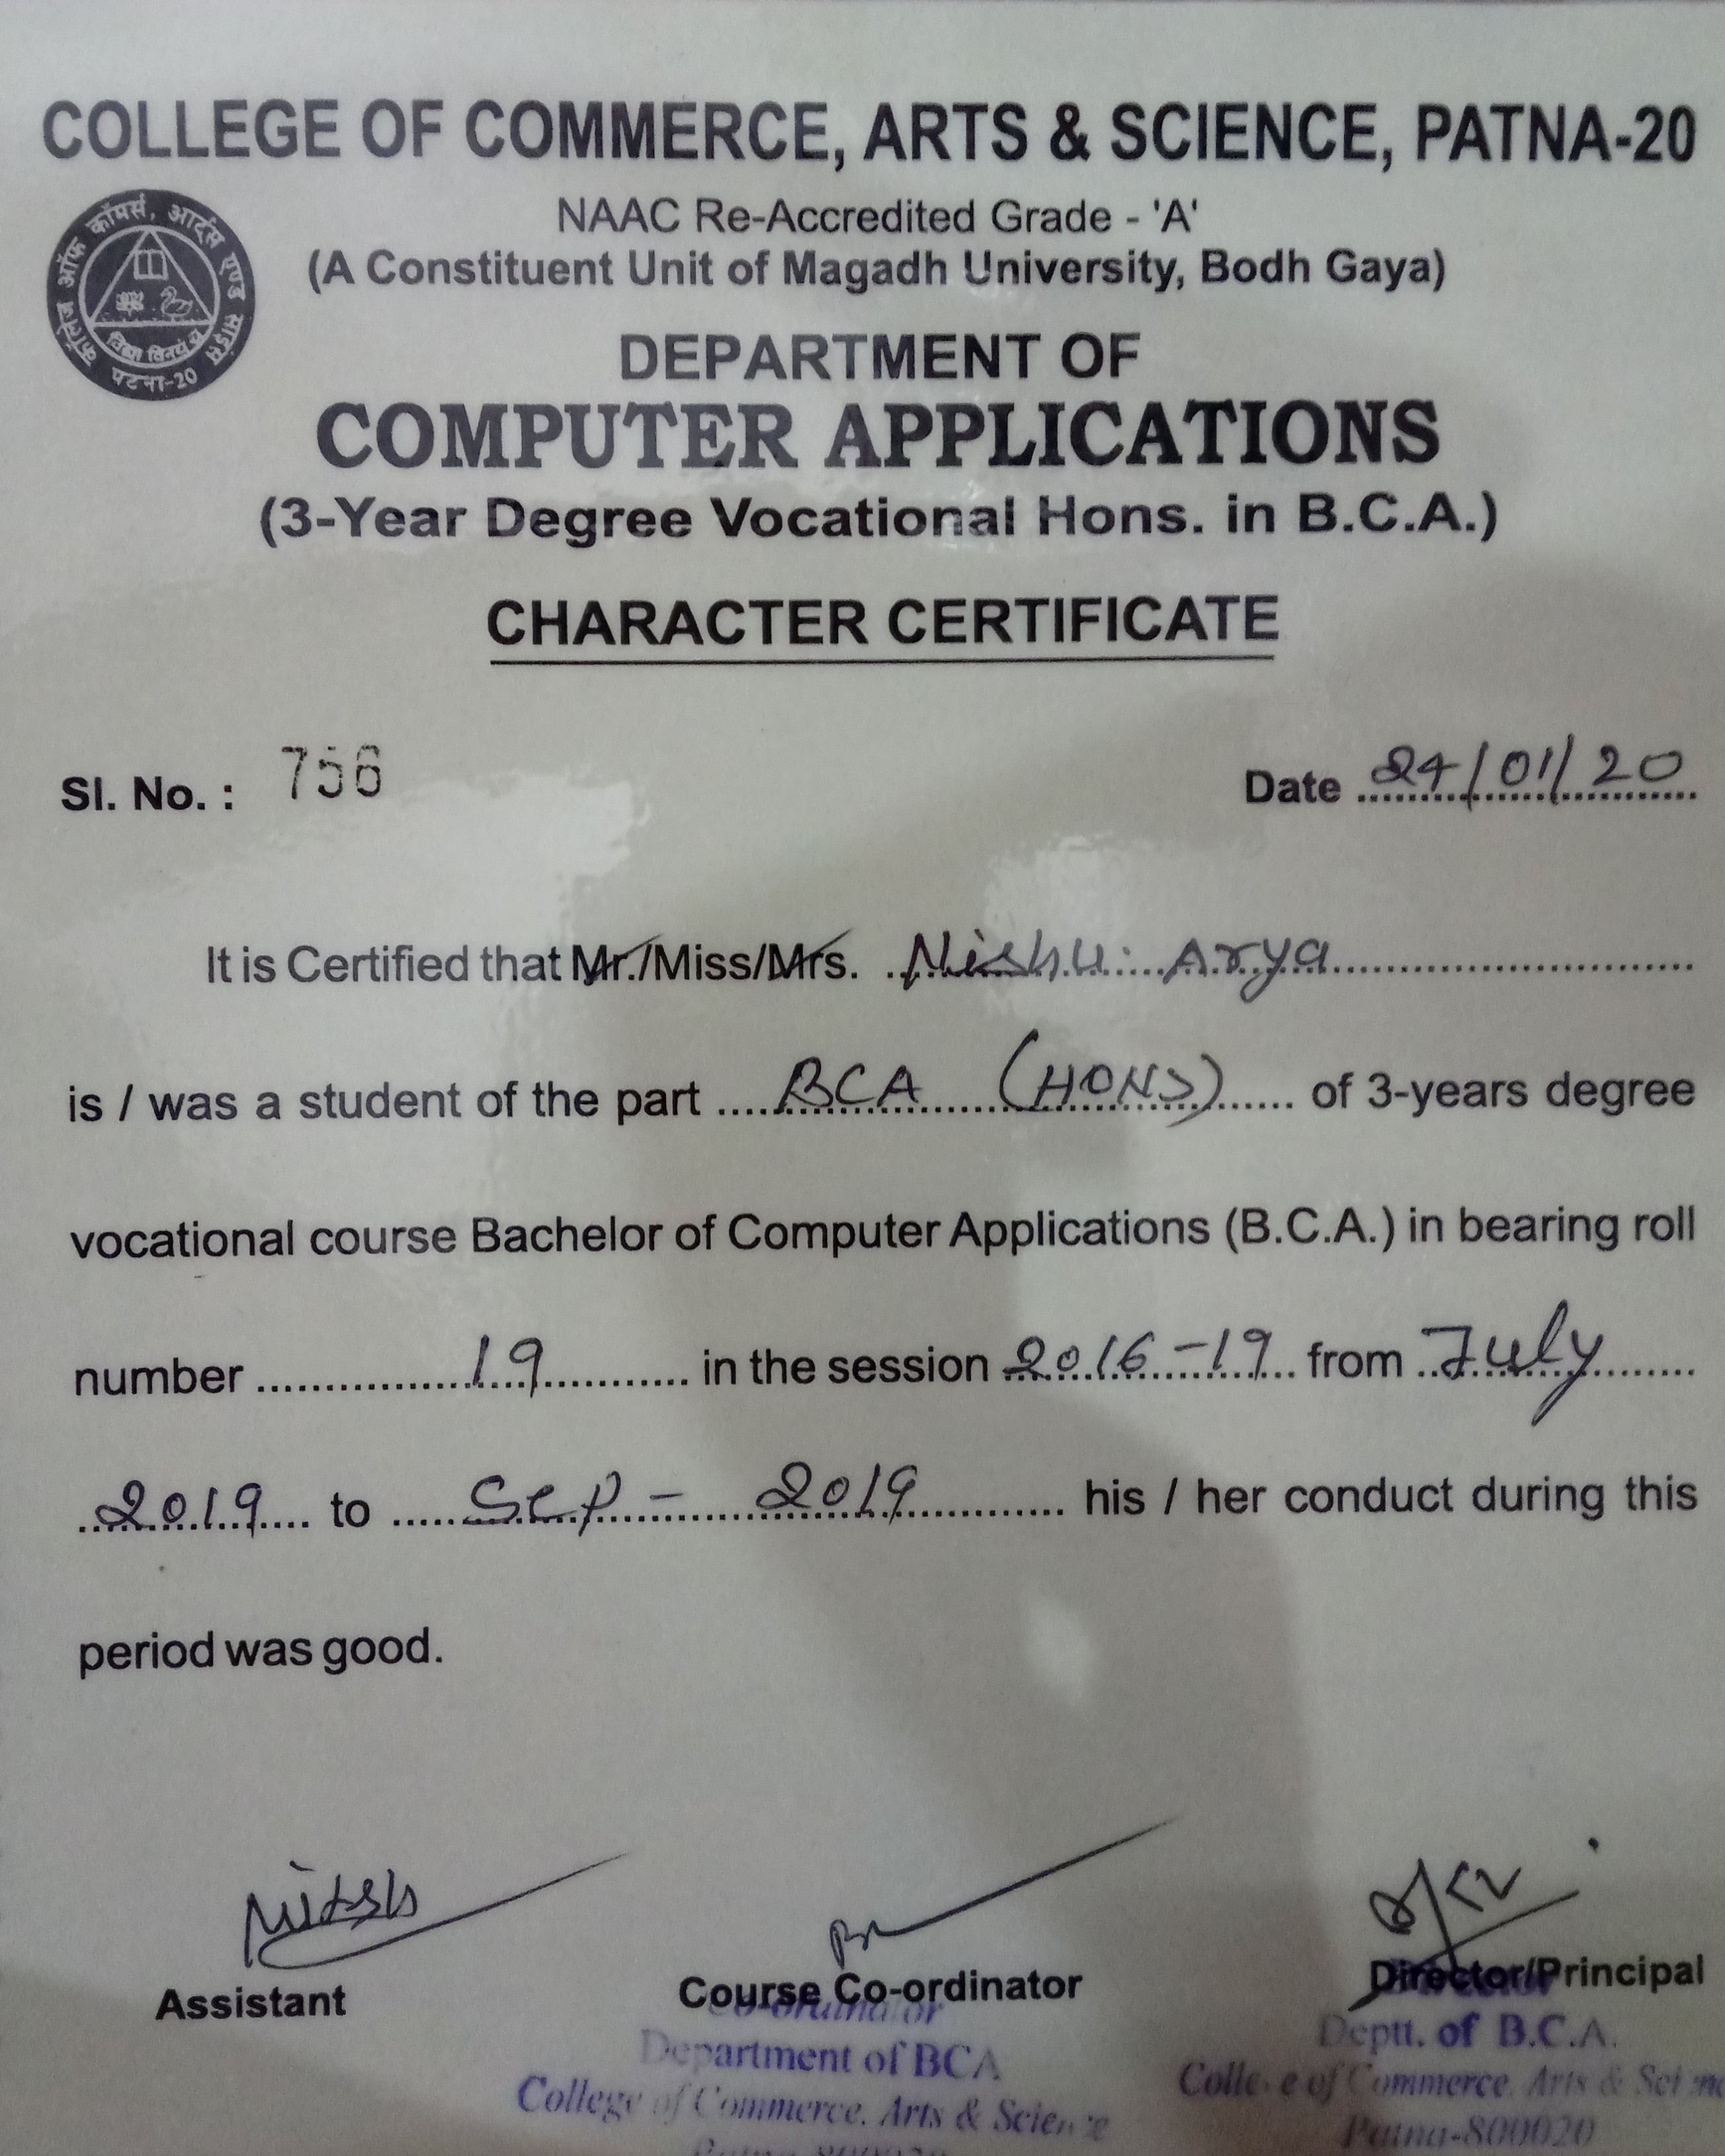 COLLEGE OF COMMERCE, ARTS & SCIENCE, PATNA-20
कॉलेज ऑफ कॉमर्स, आर्ट्स एण्ड साइंस
पटना-20
NAAC Re-Accredited Grade - 'A'
(A Constituent Unit of Magadh University, Bodh Gaya)
DEPARTMENT OF
COMPUTER APPLICATIONS
(3-Year Degree Vocational Hons. in B.C.A.)
CHARACTER CERTIFICATE
Sl. No. : 756 Date 24/01/20
It is Certified that Mr./Miss/Mrs. Nishu Arya
is / was a student of the part BCA (HONS) of 3-years degree
vocational course Bachelor of Computer Applications (B.C.A.) in bearing roll
number 19 in the session 2016-19 from July
2019 to Sep - 2019 his / her conduct during this
period was good.
Assistant Course Co-ordinator Director/Principal
Co-ordinator
Department of BCA Deptt. of B.C.A.
College of Commerce, Arts & Science College of Commerce, Arts &
Patna-800020